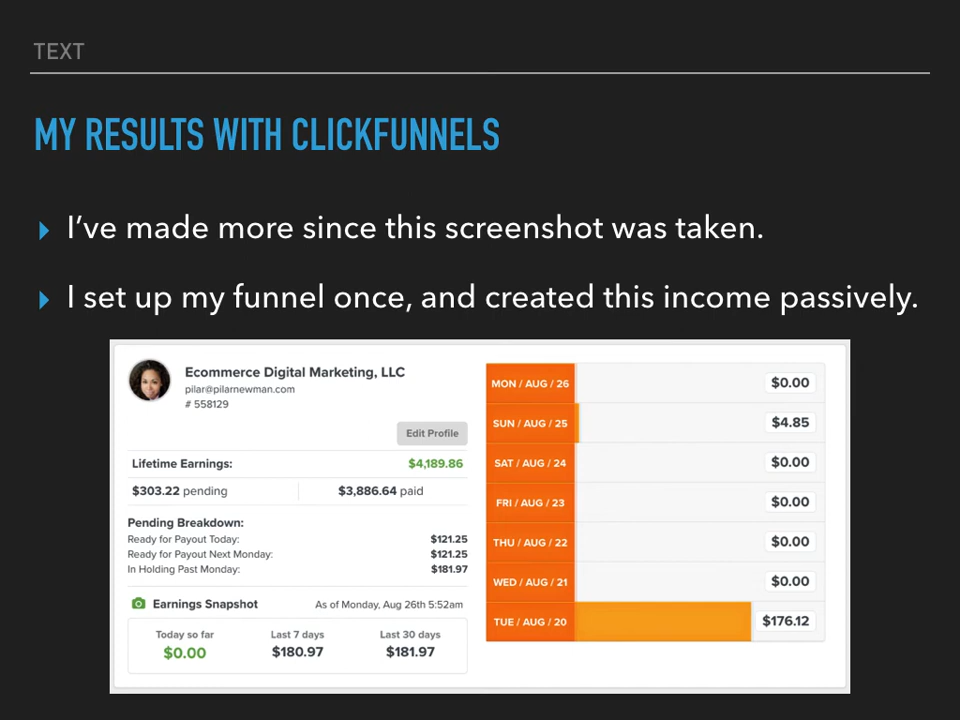 TEXT
MY RESULTS WITH CLICKFUNNELS
I’ve made more since this screenshot was taken.
I set up my funnel once, and created this income passively.
Ecommerce Digital Marketing, LLC
pilar@pilarnewman.com
# 558129
Edit Profile
Lifetime Earnings: $4,189.86
$303.22 pending $3,886.64 paid
Pending Breakdown:
Ready for Payout Today: $121.25
Ready for Payout Next Monday: $121.25
In Holding Past Monday: $181.97
Earnings Snapshot As of Monday, Aug 26th 5:52am
Today so far Last 7 days Last 30 days
$0.00 $180.97 $181.97
MON / AUG / 26 $0.00
SUN / AUG / 25 $4.85
SAT / AUG / 24 $0.00
FRI / AUG / 23 $0.00
THU / AUG / 22 $0.00
WED / AUG / 21 $0.00
TUE / AUG / 20 $176.12